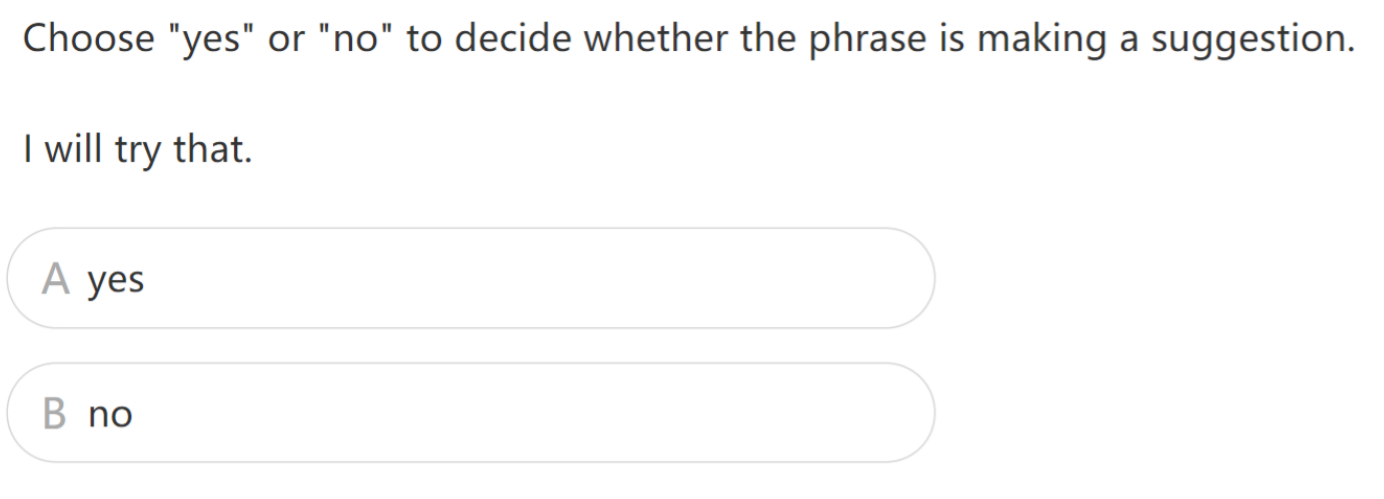 Choose "yes" or "no" to decide whether the phrase is making a suggestion.
I will try that.
A yes
B no